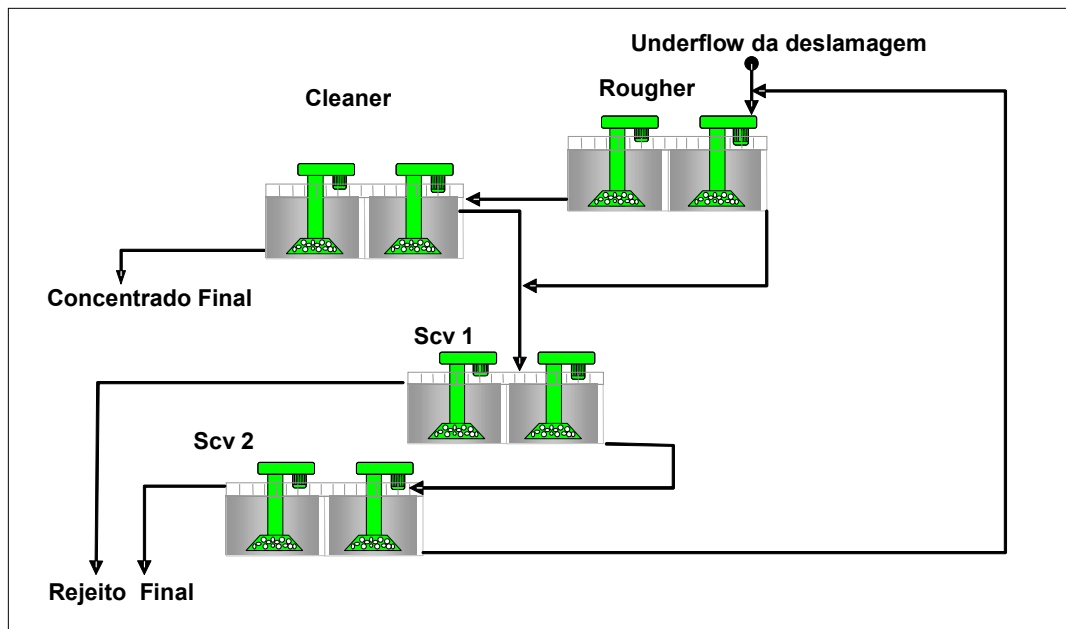 Underflow da deslamagem
Cleaner
Rougher
Concentrado Final
Scv 1
Scv 2
Rejeito Final